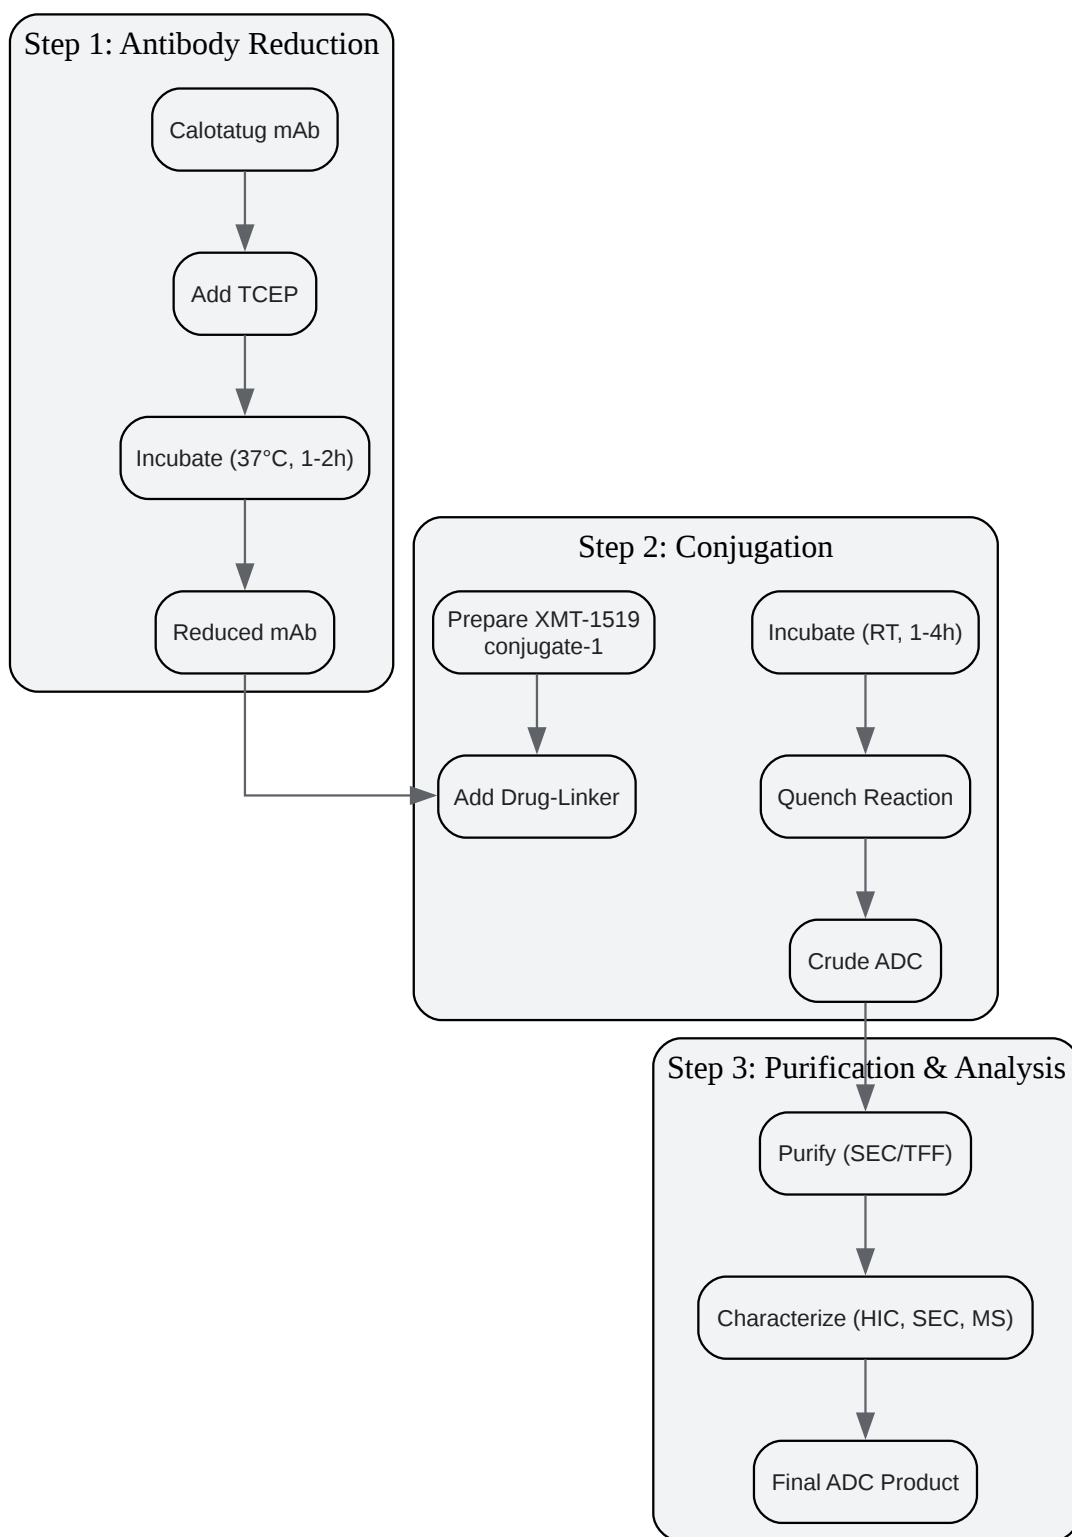 Step 1: Antibody Reduction
Calotatug mAb
Add TCEP
Incubate (37°C, 1-2h)
Reduced mAb
Step 2: Conjugation
Prepare XMT-1519
conjugate-1
Add Drug-Linker
Incubate (RT, 1-4h)
Quench Reaction
Crude ADC
Step 3: Purification & Analysis
Purify (SEC/TFF)
Characterize (HIC, SEC, MS)
Final ADC Product